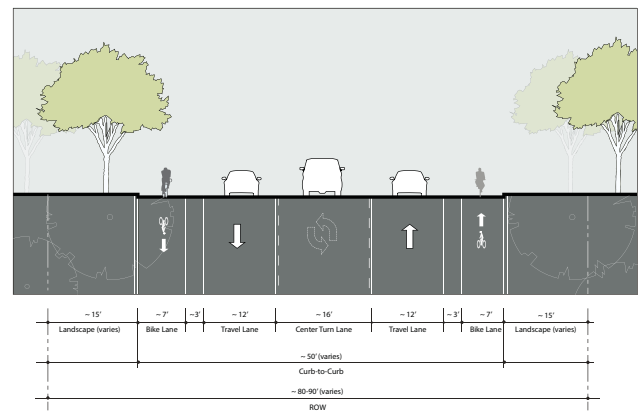 ~ 15’ ~ 7’ ~3’ ~ 12’ ~ 16’ ~ 12’ ~ 3’ ~ 7’ ~ 15’
Landscape (varies) Bike Lane Travel Lane Center Turn Lane Travel Lane Bike Lane Landscape (varies)
~ 50’ (varies)
Curb-to-Curb
~ 80-90’ (varies)
ROW